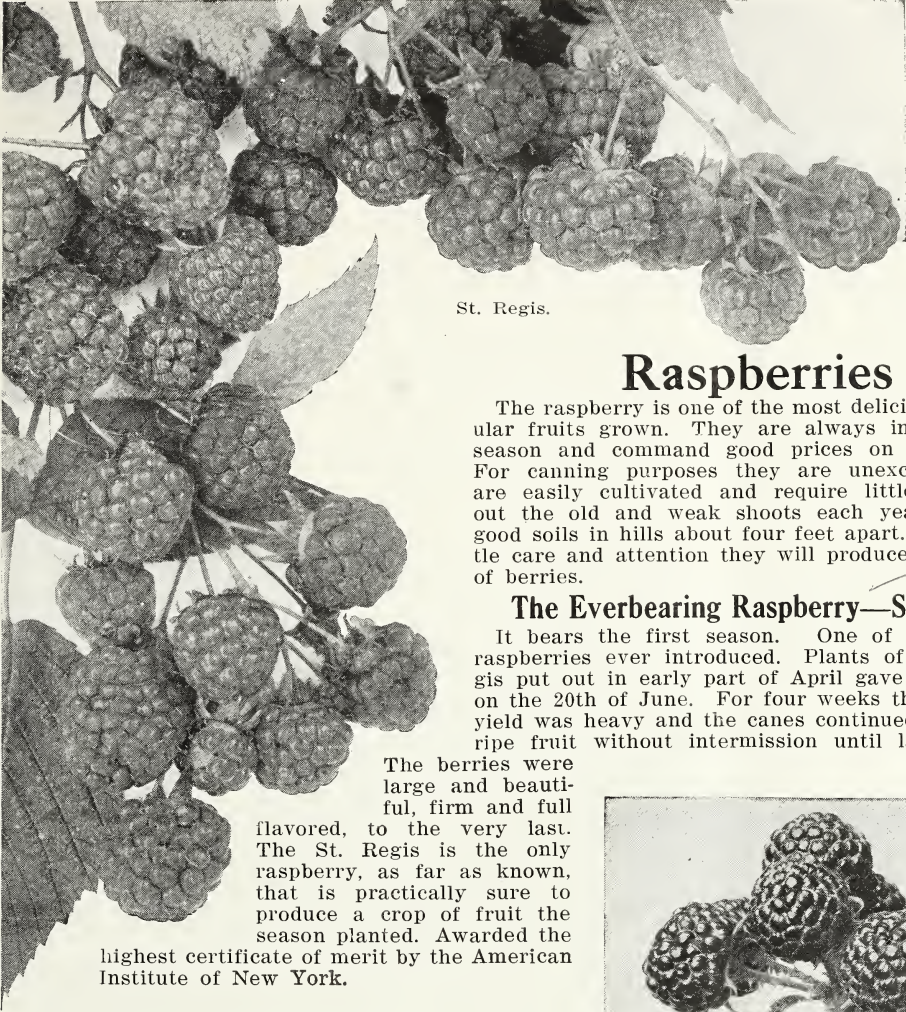 St. Regis.
Raspberries
The raspberry is one of the most delici
ular fruits grown. They are always in
season and command good prices on
For canning purposes they are unexc
are easily cultivated and require little
out the old and weak shoots each yea
good soils in hills about four feet apart.
tle care and attention they will produce
of berries.
The Everbearing Raspberry—S
It bears the first season. One of
raspberries ever introduced. Plants of
gis put out in early part of April gave
on the 20th of June. For four weeks th
yield was heavy and the canes continued
ripe fruit without intermission until l
The berries were
large and beauti-
ful, firm and full
flavored, to the very last.
The St. Regis is the only
raspberry, as far as known,
that is practically sure to
produce a crop of fruit the
season planted. Awarded the
highest certificate of merit by the American
Institute of New York.